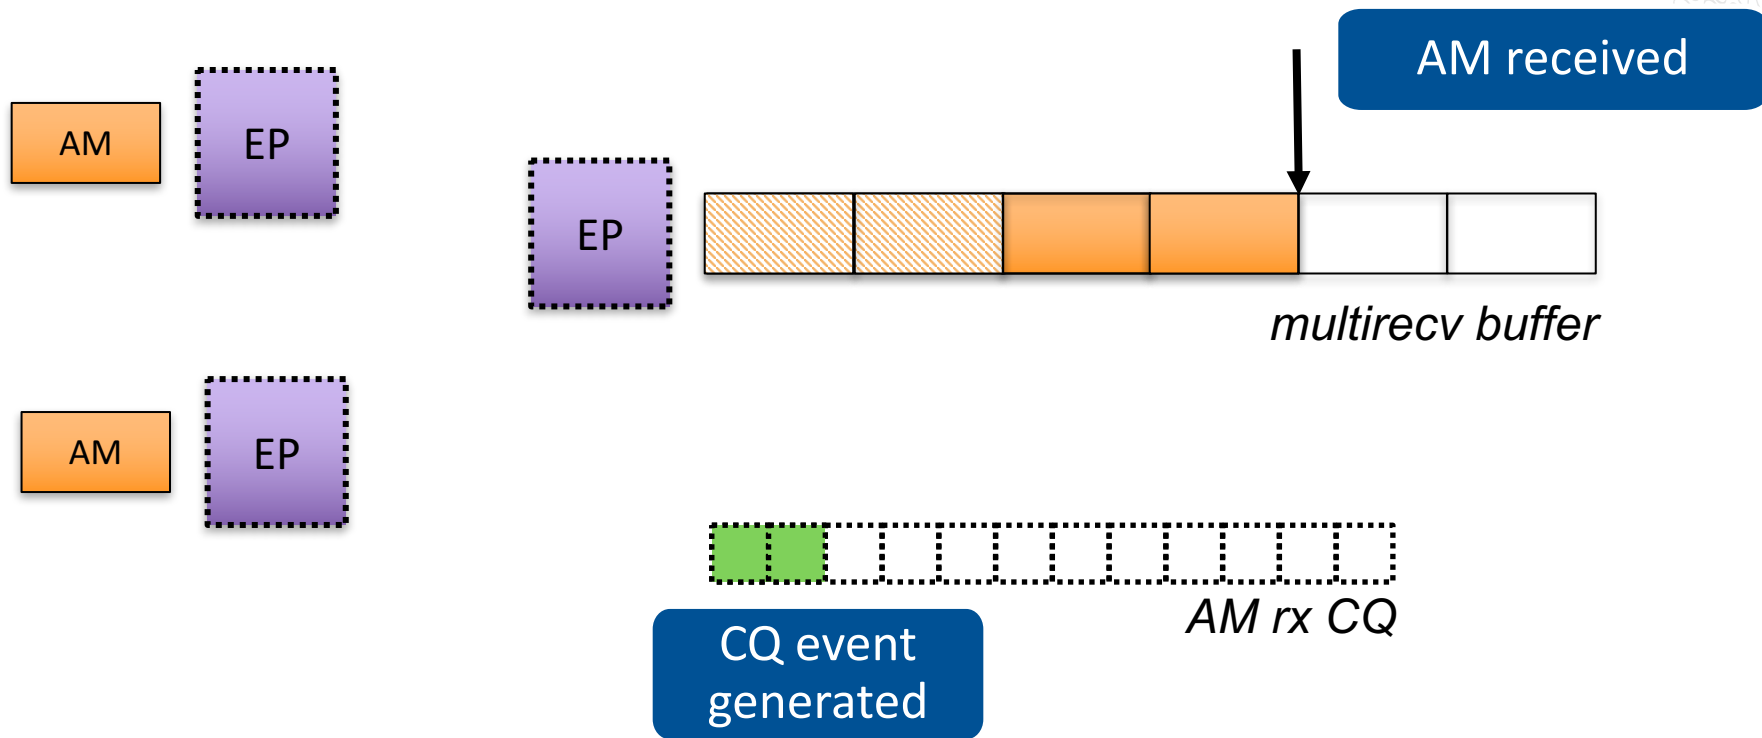 AM received
AM
EP
EP
multirecv buffer
AM
EP
AM rx CQ
CQ event
generated